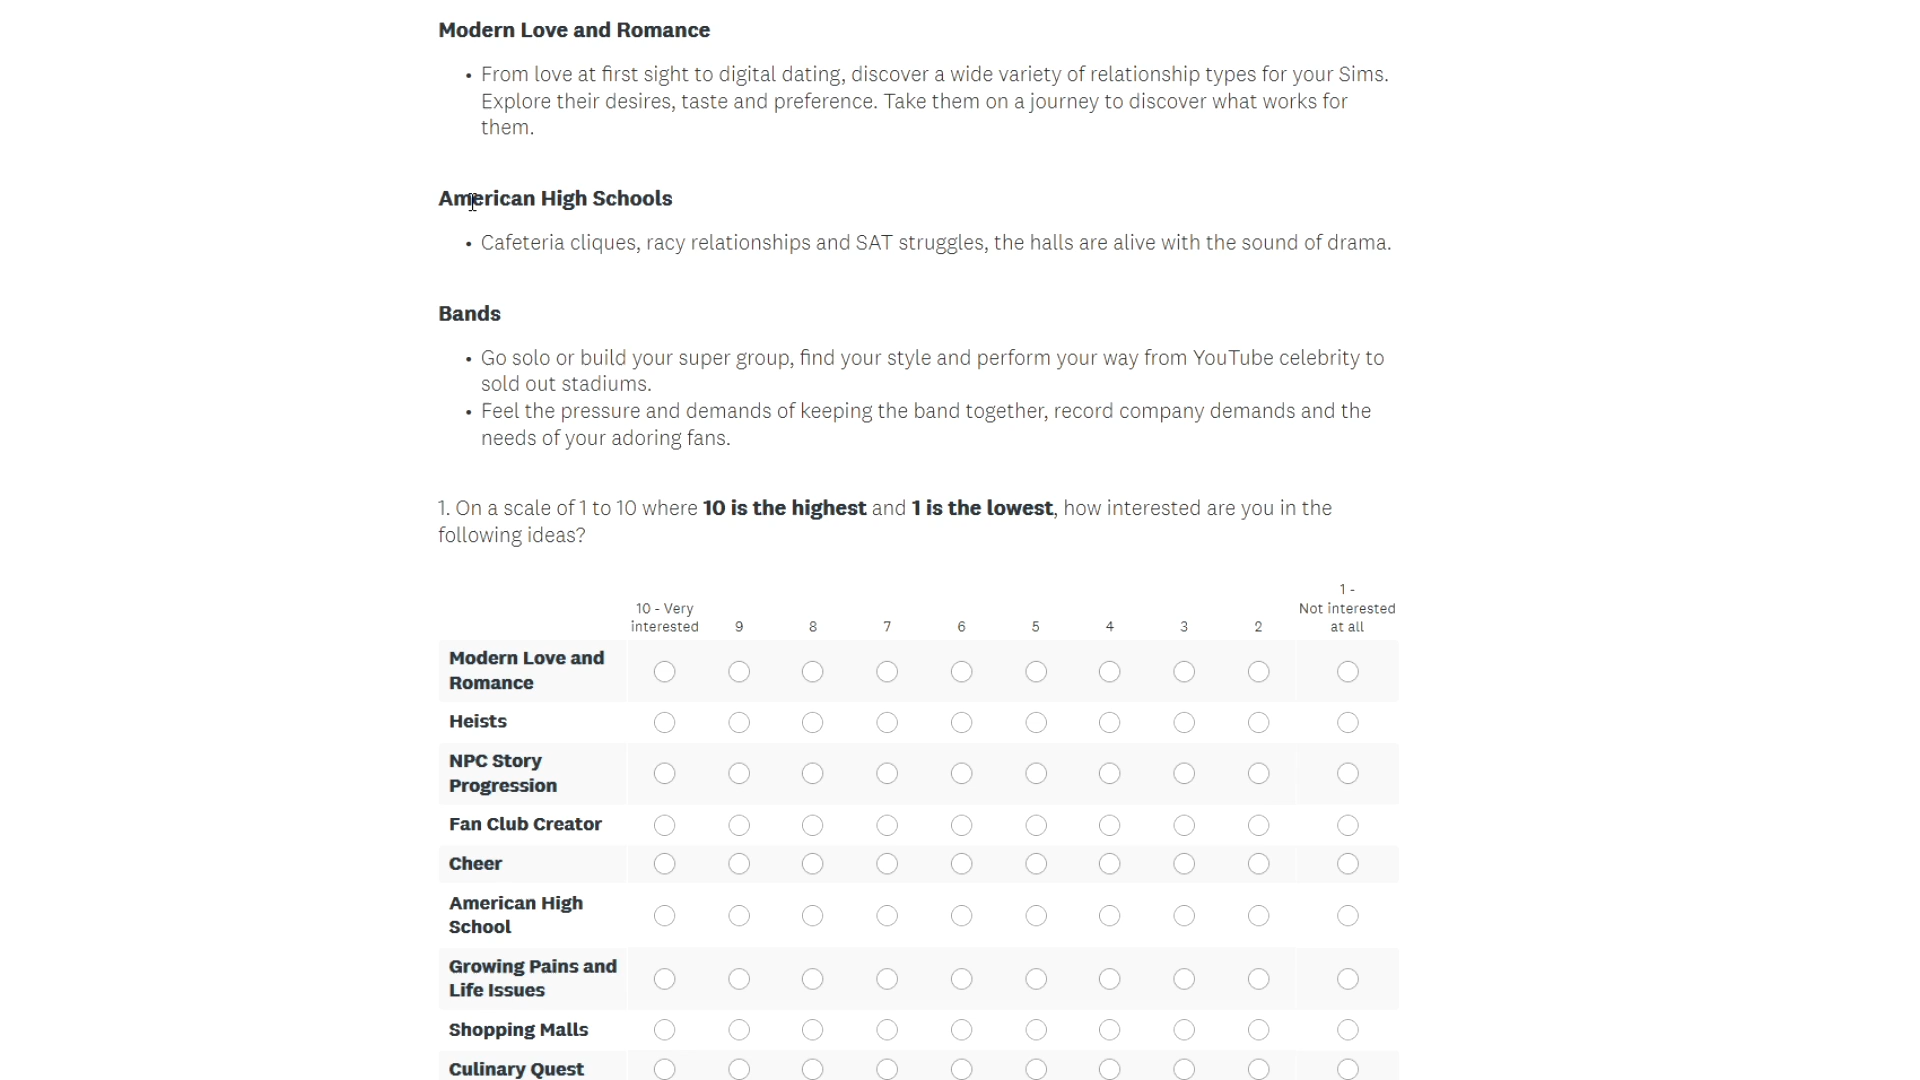 Modern Love and Romance
• From love at first sight to digital dating, discover a wide variety of relationship types for your Sims.
Explore their desires, taste and preference. Take them on a journey to discover what works for
them.
American High Schools
• Cafeteria cliques, racy relationships and SAT struggles, the halls are alive with the sound of drama.
Bands
• Go solo or build your super group, find your style and perform your way from YouTube celebrity to
sold out stadiums.
• Feel the pressure and demands of keeping the band together, record company demands and the
needs of your adoring fans.
1. On a scale of 1 to 10 where 10 is the highest and 1 is the lowest, how interested are you in the
following ideas?
10 - Very
interested
9
8
7
6
5
4
3
2
1 -
Not interested
at all
Modern Love and
Romance
Heists
NPC Story
Progression
Fan Club Creator
Cheer
American High
School
Growing Pains and
Life Issues
Shopping Malls
Culinary Quest